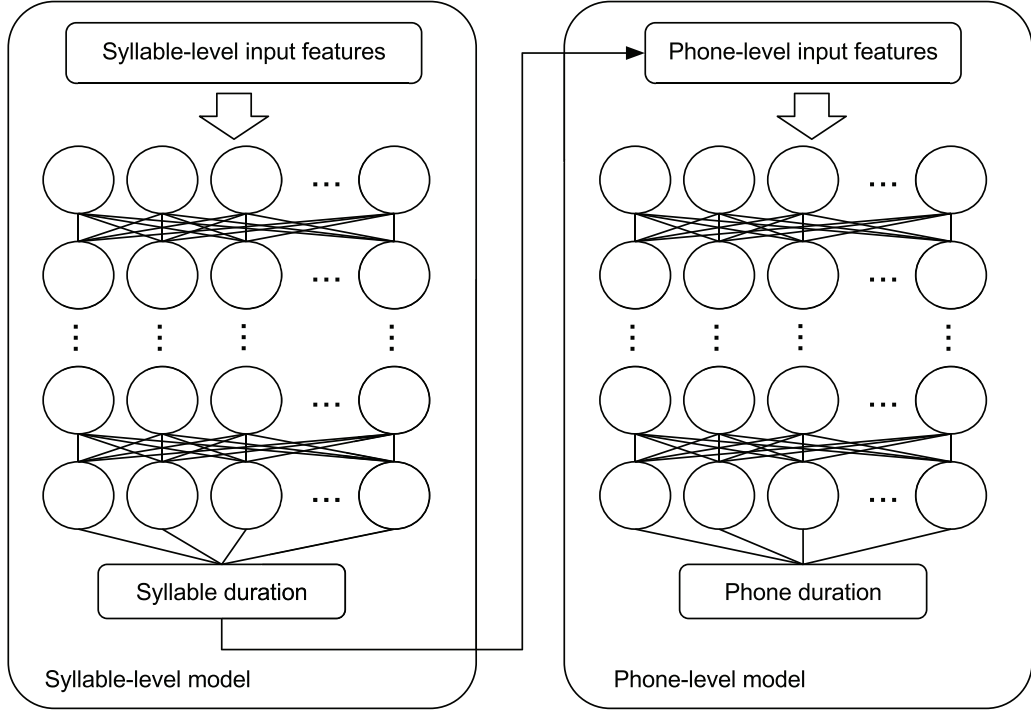 Syllable-level input features
Syllable duration
Syllable-level model
Phone-level input features
Phone duration
Phone-level model